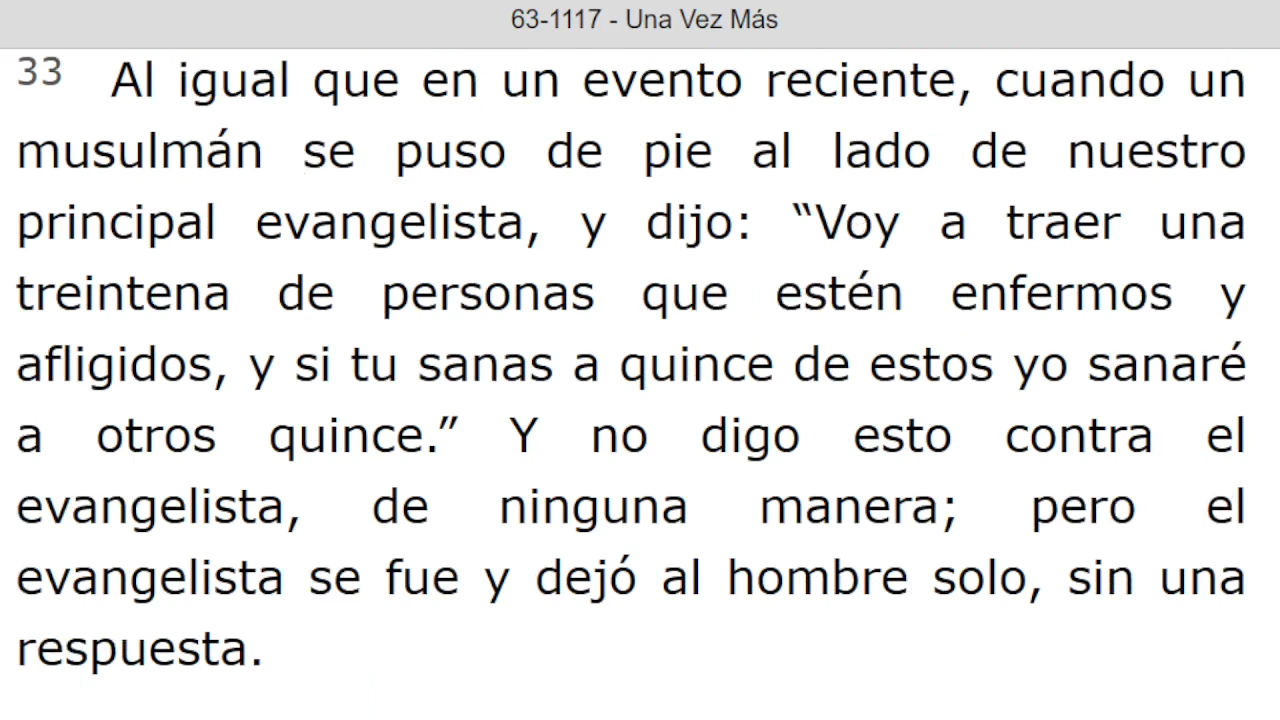 63-1117 - Una Vez Más
33 Al igual que en un evento reciente, cuando un
musulmán se puso de pie al lado de nuestro
principal evangelista, y dijo: “Voy a traer una
treintena de personas que estén enfermos y
afligidos, y si tu sanas a quince de estos yo sanaré
a otros quince.” Y no digo esto contra el
evangelista, de ninguna manera; pero el
evangelista se fue y dejó al hombre solo, sin una
respuesta.